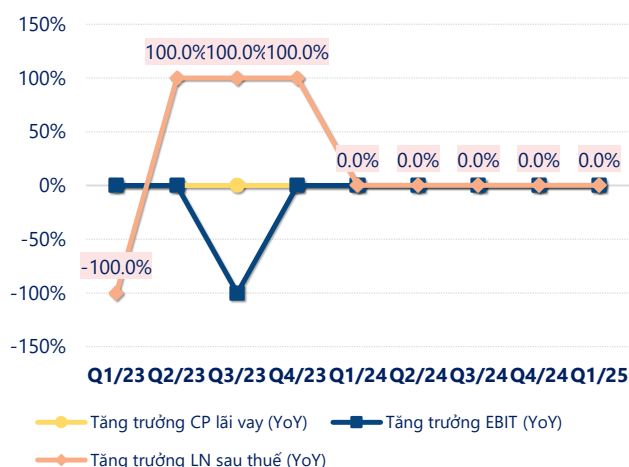 150%
100.0% 100.0% 100.0%
100%
50%
0.0% 0.0% 0.0% 0.0% 0.0%
0%
-50%
-100.0%
-100%
-150%
Q1/23 Q2/23 Q3/23 Q4/23 Q1/24 Q2/24 Q3/24 Q4/24 Q1/25
Tăng trưởng CP lãi vay (YoY) Tăng trưởng EBIT (YoY)
Tăng trưởng LN sau thuế (YoY)